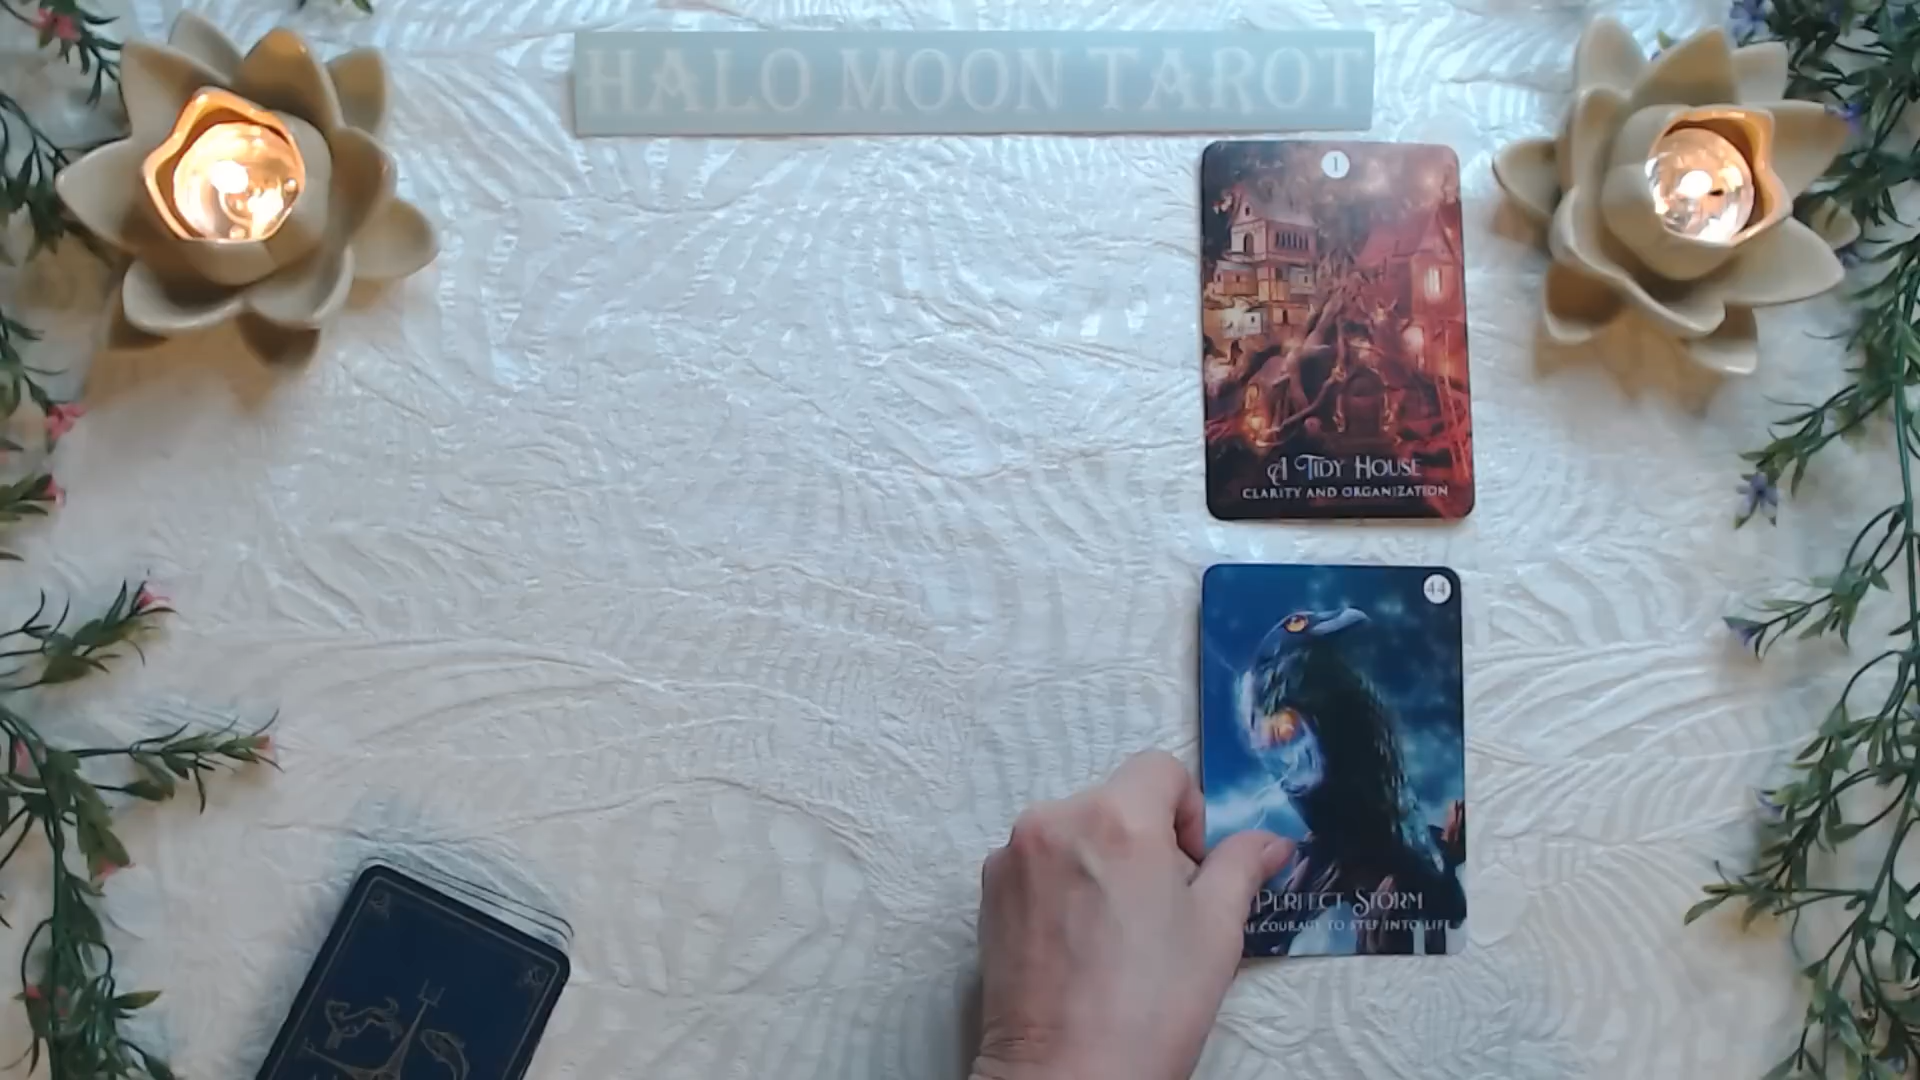 HALO MOON TAROT
1
A TIDY HOUSE
CLARITY AND ORGANIZATION
44
PERFECT STORM
COURAGE TO STEP INTO LIFE